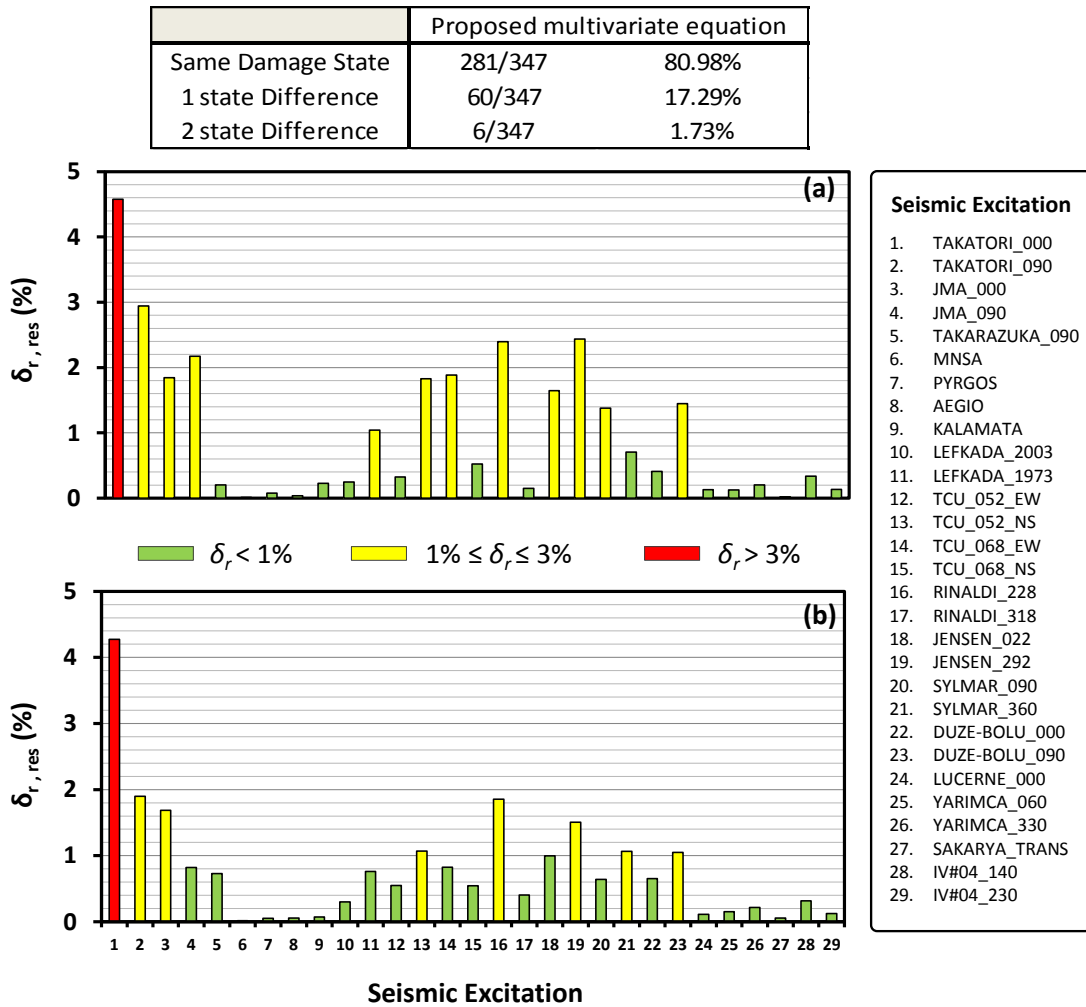 Proposed multivariate equation
Same Damage State 281/347 80.98%
1 state Difference 60/347 17.29%
2 state Difference 6/347 1.73%
(a)
5
4
3
2
1
0
δr , res (%)
δr < 1% 1% ≤ δr ≤ 3% δr > 3%
(b)
5
4
3
2
1
0
δr , res (%)
1 2 3 4 5 6 7 8 9 10 11 12 13 14 15 16 17 18 19 20 21 22 23 24 25 26 27 28 29
Seismic Excitation
Seismic Excitation
1. TAKATORI_000
2. TAKATORI_090
3. JMA_000
4. JMA_090
5. TAKARAZUKA_090
6. MNSA
7. PYRGOS
8. AEGIO
9. KALAMATA
10. LEFKADA_2003
11. LEFKADA_1973
12. TCU_052_EW
13. TCU_052_NS
14. TCU_068_EW
15. TCU_068_NS
16. RINALDI_228
17. RINALDI_318
18. JENSEN_022
19. JENSEN_292
20. SYLMAR_090
21. SYLMAR_360
22. DUZE-BOLU_000
23. DUZE-BOLU_090
24. LUCERNE_000
25. YARIMCA_060
26. YARIMCA_330
27. SAKARYA_TRANS
28. IV#04_140
29. IV#04_230